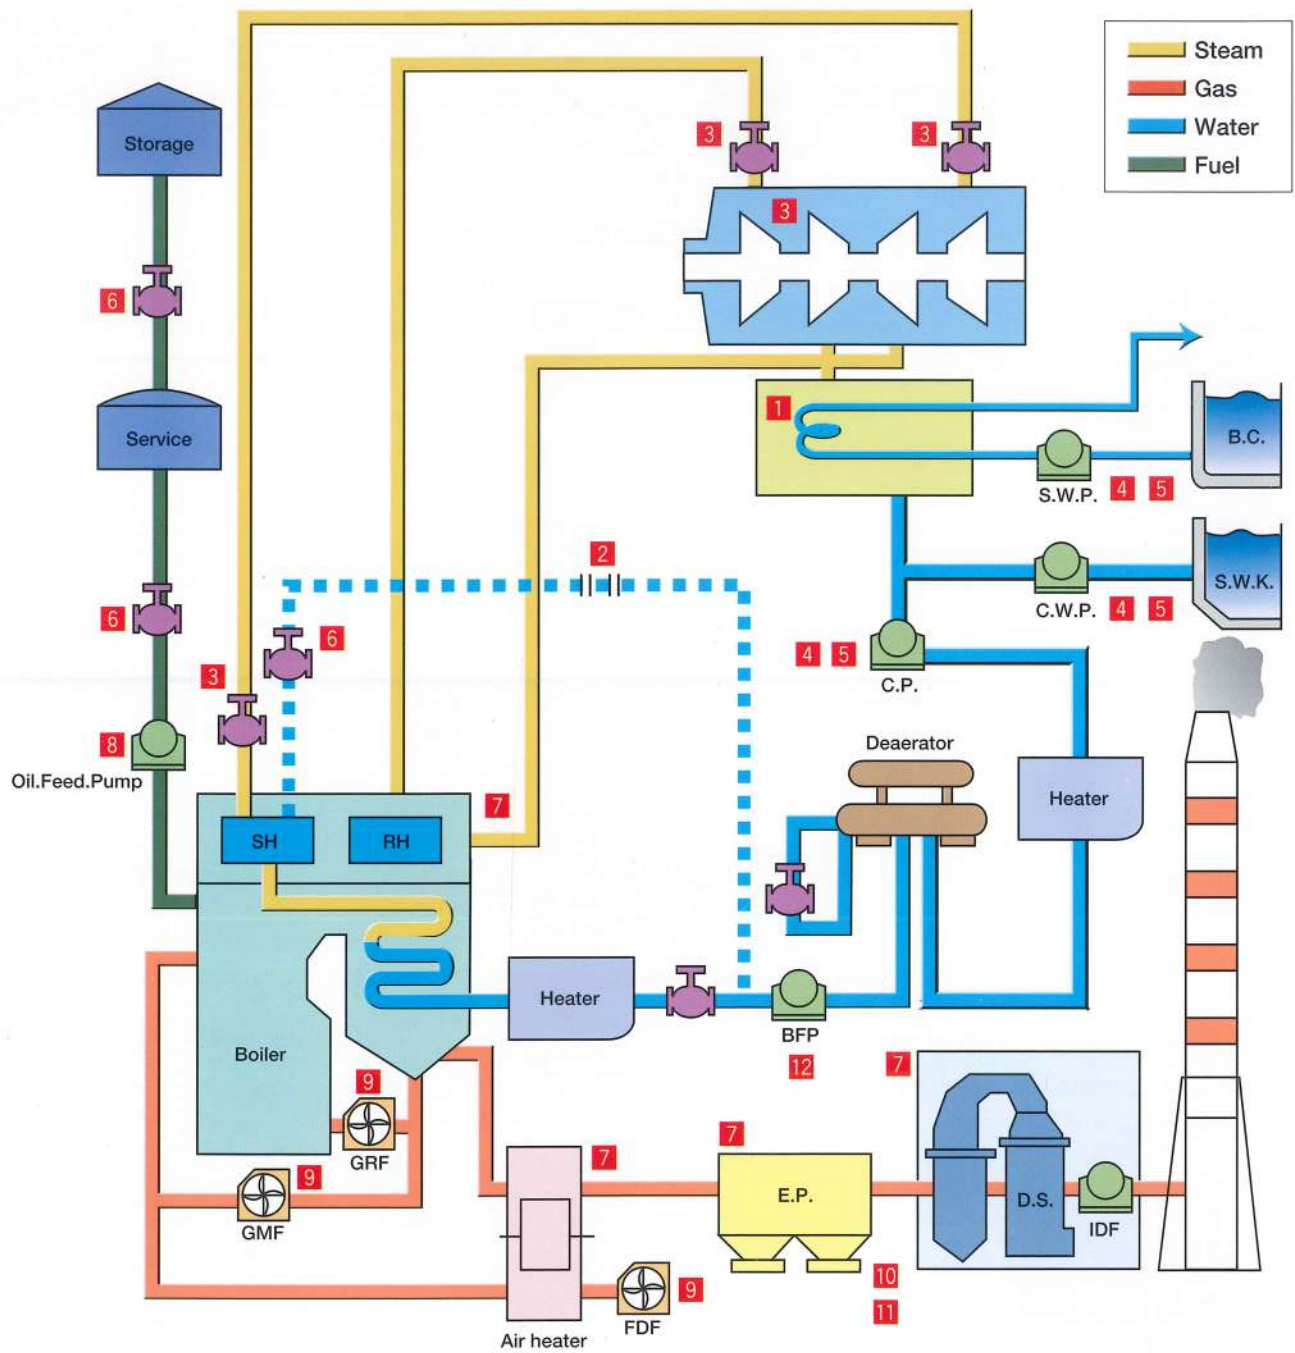 Steam
Gas
Water
Fuel
Storage
3
3
3
6
Service
1
B.C.
S.W.P.
4 5
2
S.W.K.
C.W.P.
4 5
6
6
4 5
C.P.
3
8
Oil.Feed.Pump
Deaerator
Heater
7
SH
RH
Heater
BFP
12
Boiler
7
9
GRF
7
7
E.P.
D.S.
IDF
9
GMF
10
9
11
FDF
Air heater